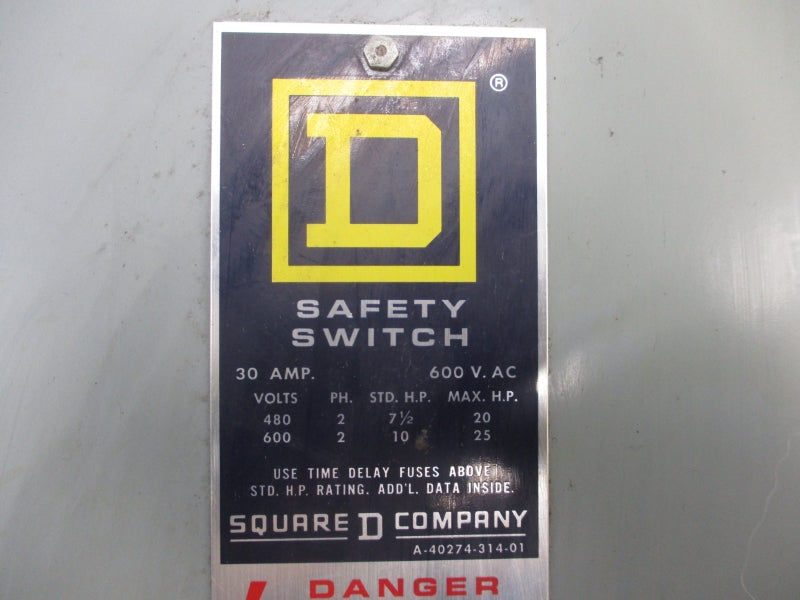 D ®
SAFETY
SWITCH
30 AMP. 600 V. AC
VOLTS PH. STD. H.P. MAX. H.P.
480 2 7½ 20
600 2 10 25
USE TIME DELAY FUSES ABOVE
STD. H.P. RATING. ADD'L. DATA INSIDE.
SQUARE D COMPANY
A-40274-314-01
DANGER